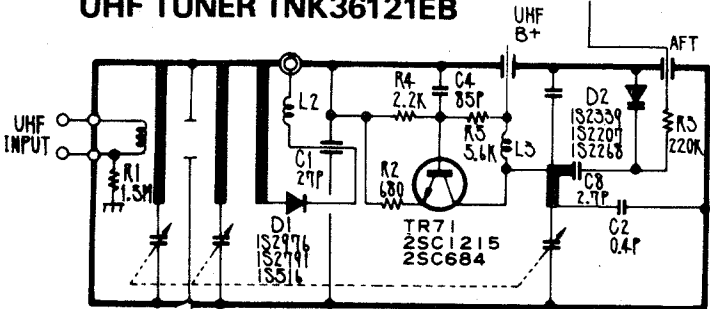 UHF TUNER TNK36121EB
UHF
B+
AFT
R4
2.2K
C4
85P
D2
1S2339
1S2207
1S2268
UHF
INPUT
L2
R5
5.6K
L3
R3
220K
R1
1.5M
C1
27P
R2
680
C8
2.7P
C2
0.4P
D1
1S2976
1S2791
1S516
TR71
2SC1215
2SC684